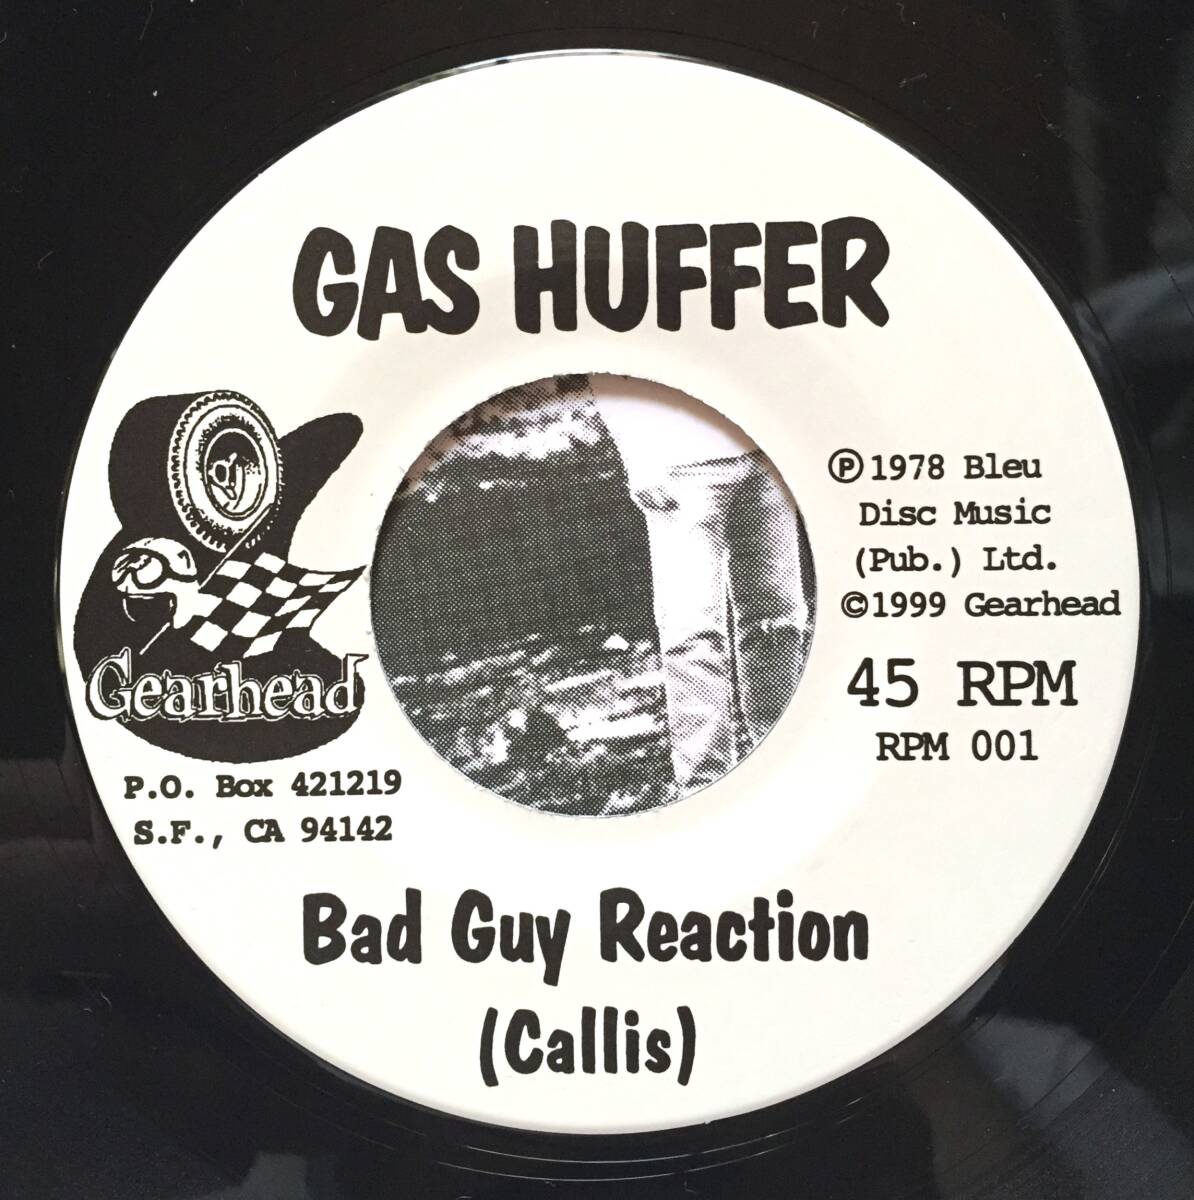 GAS HUFFER
℗1978 Bleu
Disc Music
(Pub.) Ltd.
©1999 Gearhead
45 RPM
RPM 001
Gearhead
P.O. Box 421219
S.F., CA 94142
Bad Guy Reaction
(Callis)